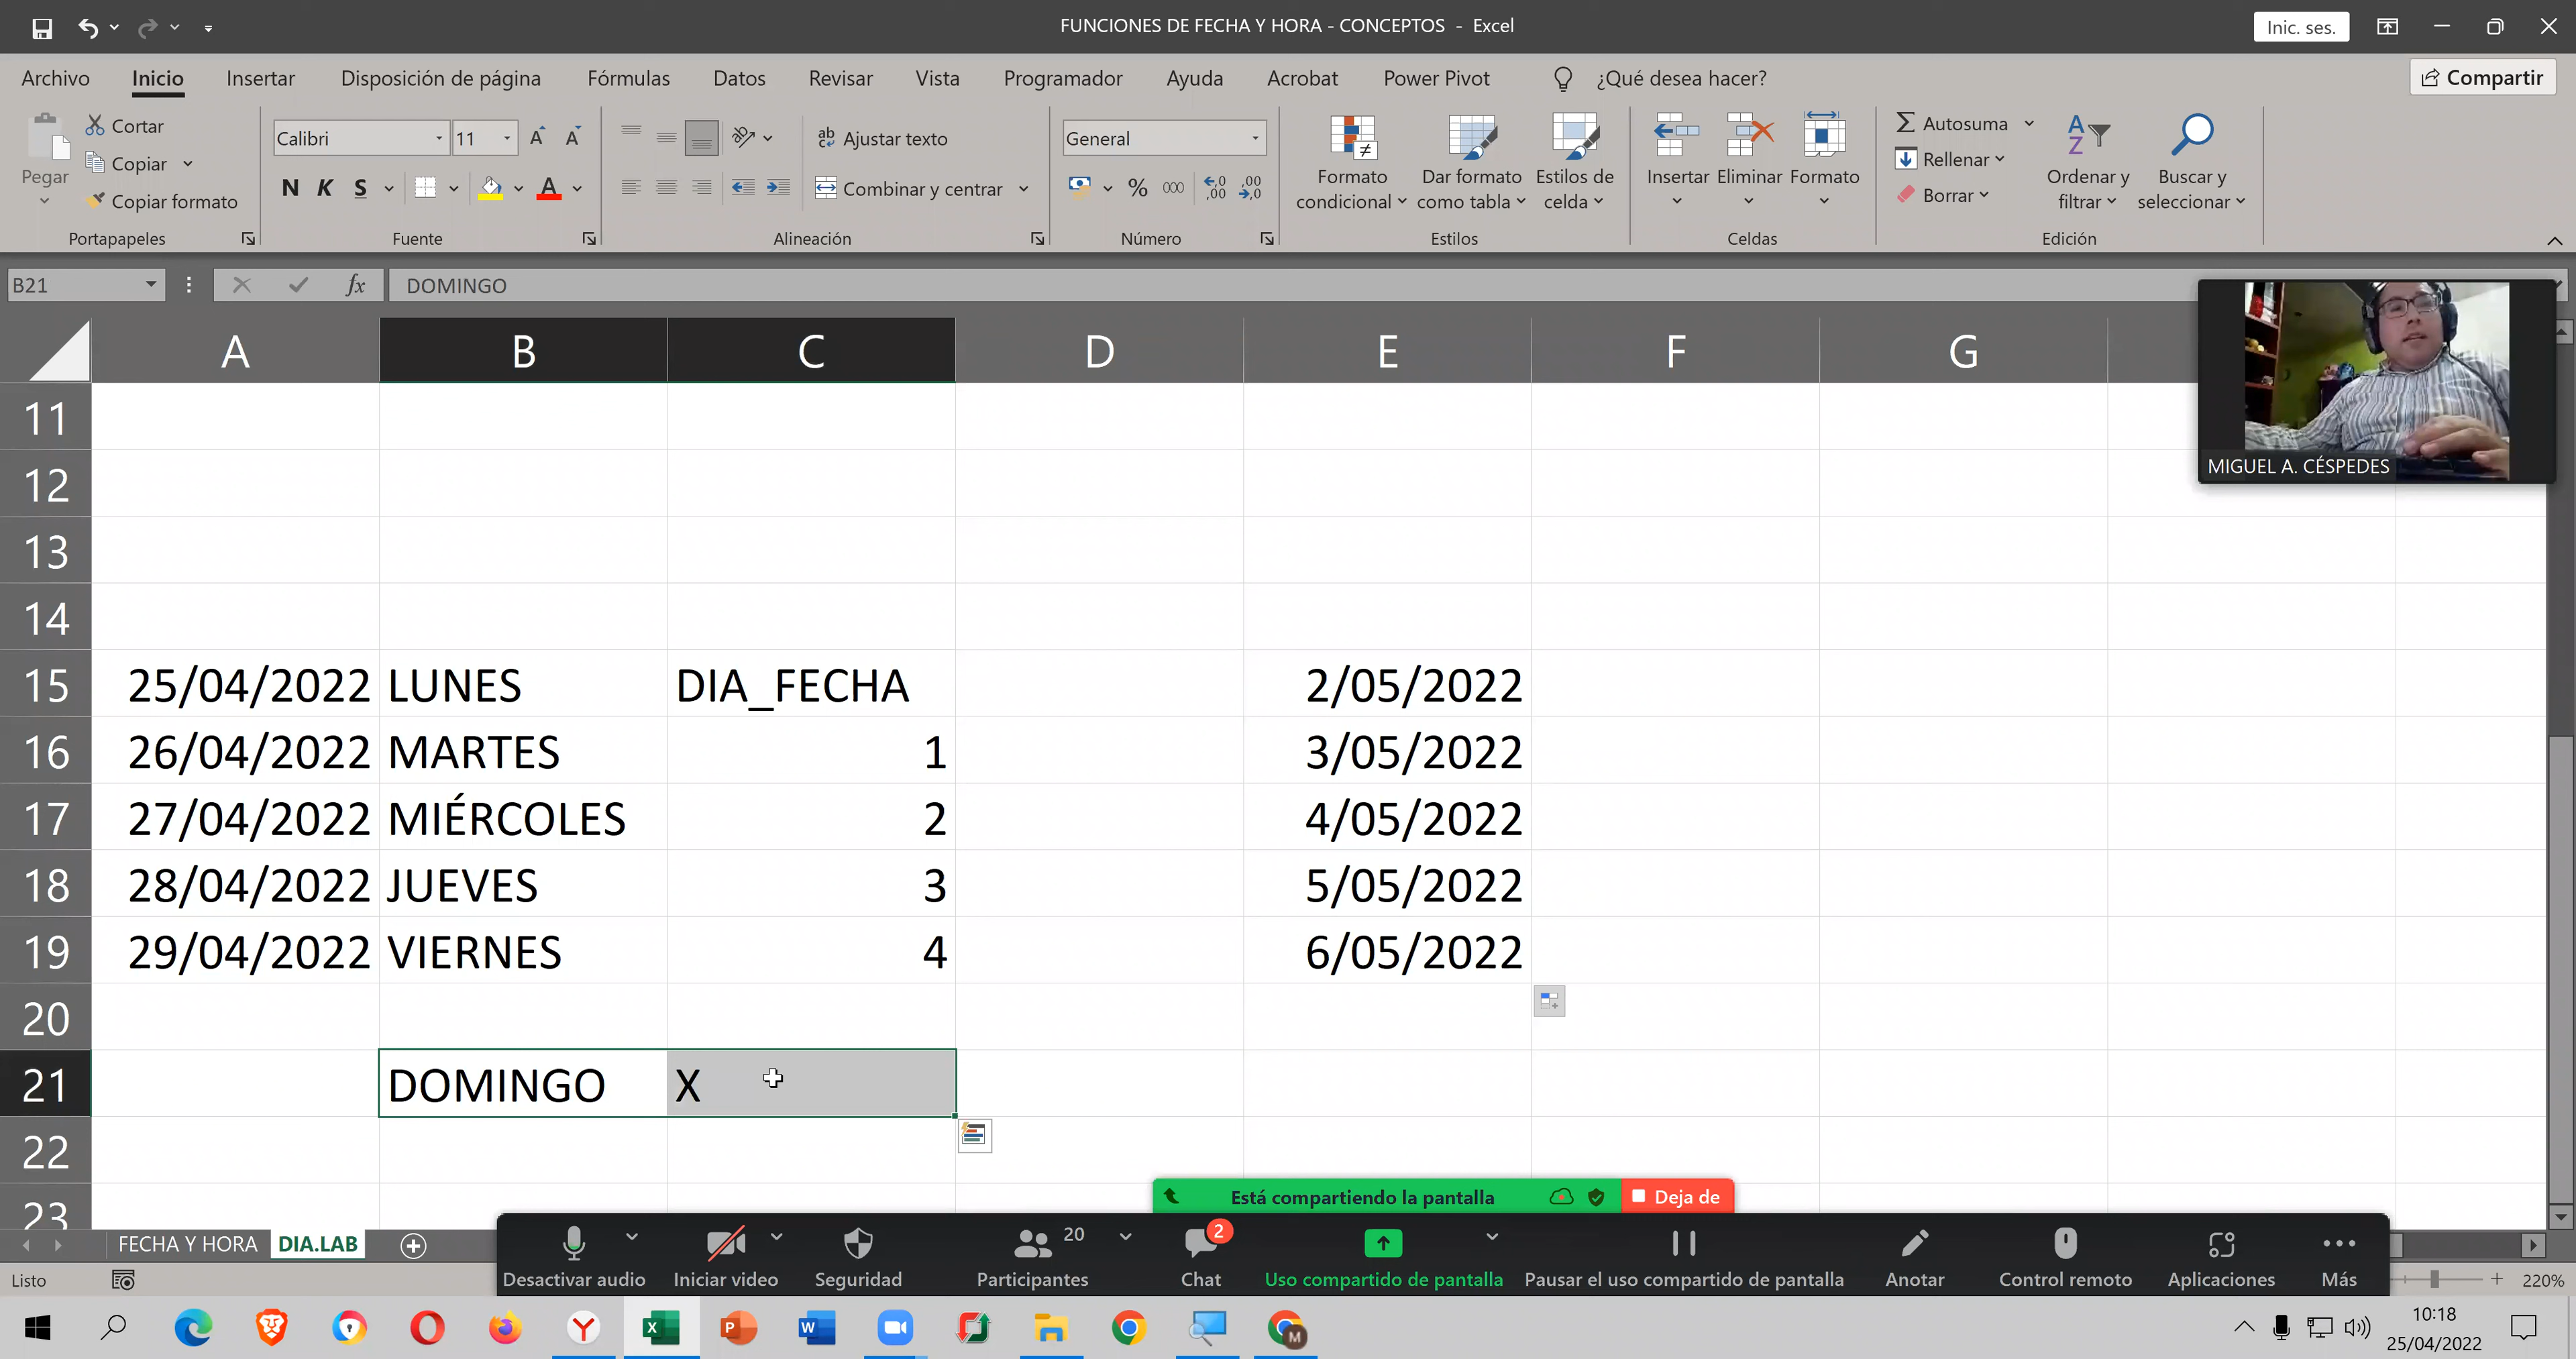 FUNCIONES DE FECHA Y HORA - CONCEPTOS - Excel
Inic. ses.
Archivo Inicio Insertar Disposición de página Fórmulas Datos Revisar Vista Programador Ayuda Acrobat Power Pivot ¿Qué desea hacer? Compartir
Pegar
Cortar
Copiar
Copiar formato
Portapapeles
Calibri 11
N K S
Fuente
Ajustar texto
Combinar y centrar
Alineación
General
% 000
Número
Formato condicional
Dar formato como tabla
Estilos de celda
Estilos
Insertar
Eliminar
Formato
Celdas
Autosuma
Rellenar
Borrar
Ordenar y filtrar
Buscar y seleccionar
Edición
B21 fx DOMINGO
MIGUEL A. CÉSPEDES
A B C D E F G
11
12
13
14
15 25/04/2022 LUNES DIA_FECHA 2/05/2022
16 26/04/2022 MARTES 1 3/05/2022
17 27/04/2022 MIÉRCOLES 2 4/05/2022
18 28/04/2022 JUEVES 3 5/05/2022
19 29/04/2022 VIERNES 4 6/05/2022
20
21 DOMINGO X
22
23
Está compartiendo la pantalla Deja de
FECHA Y HORA DIA.LAB
Desactivar audio
Iniciar video
Seguridad
Participantes 20
Chat 2
Uso compartido de pantalla
Pausar el uso compartido de pantalla
Anotar
Control remoto
Aplicaciones
Más
Listo
220%
10:18
25/04/2022